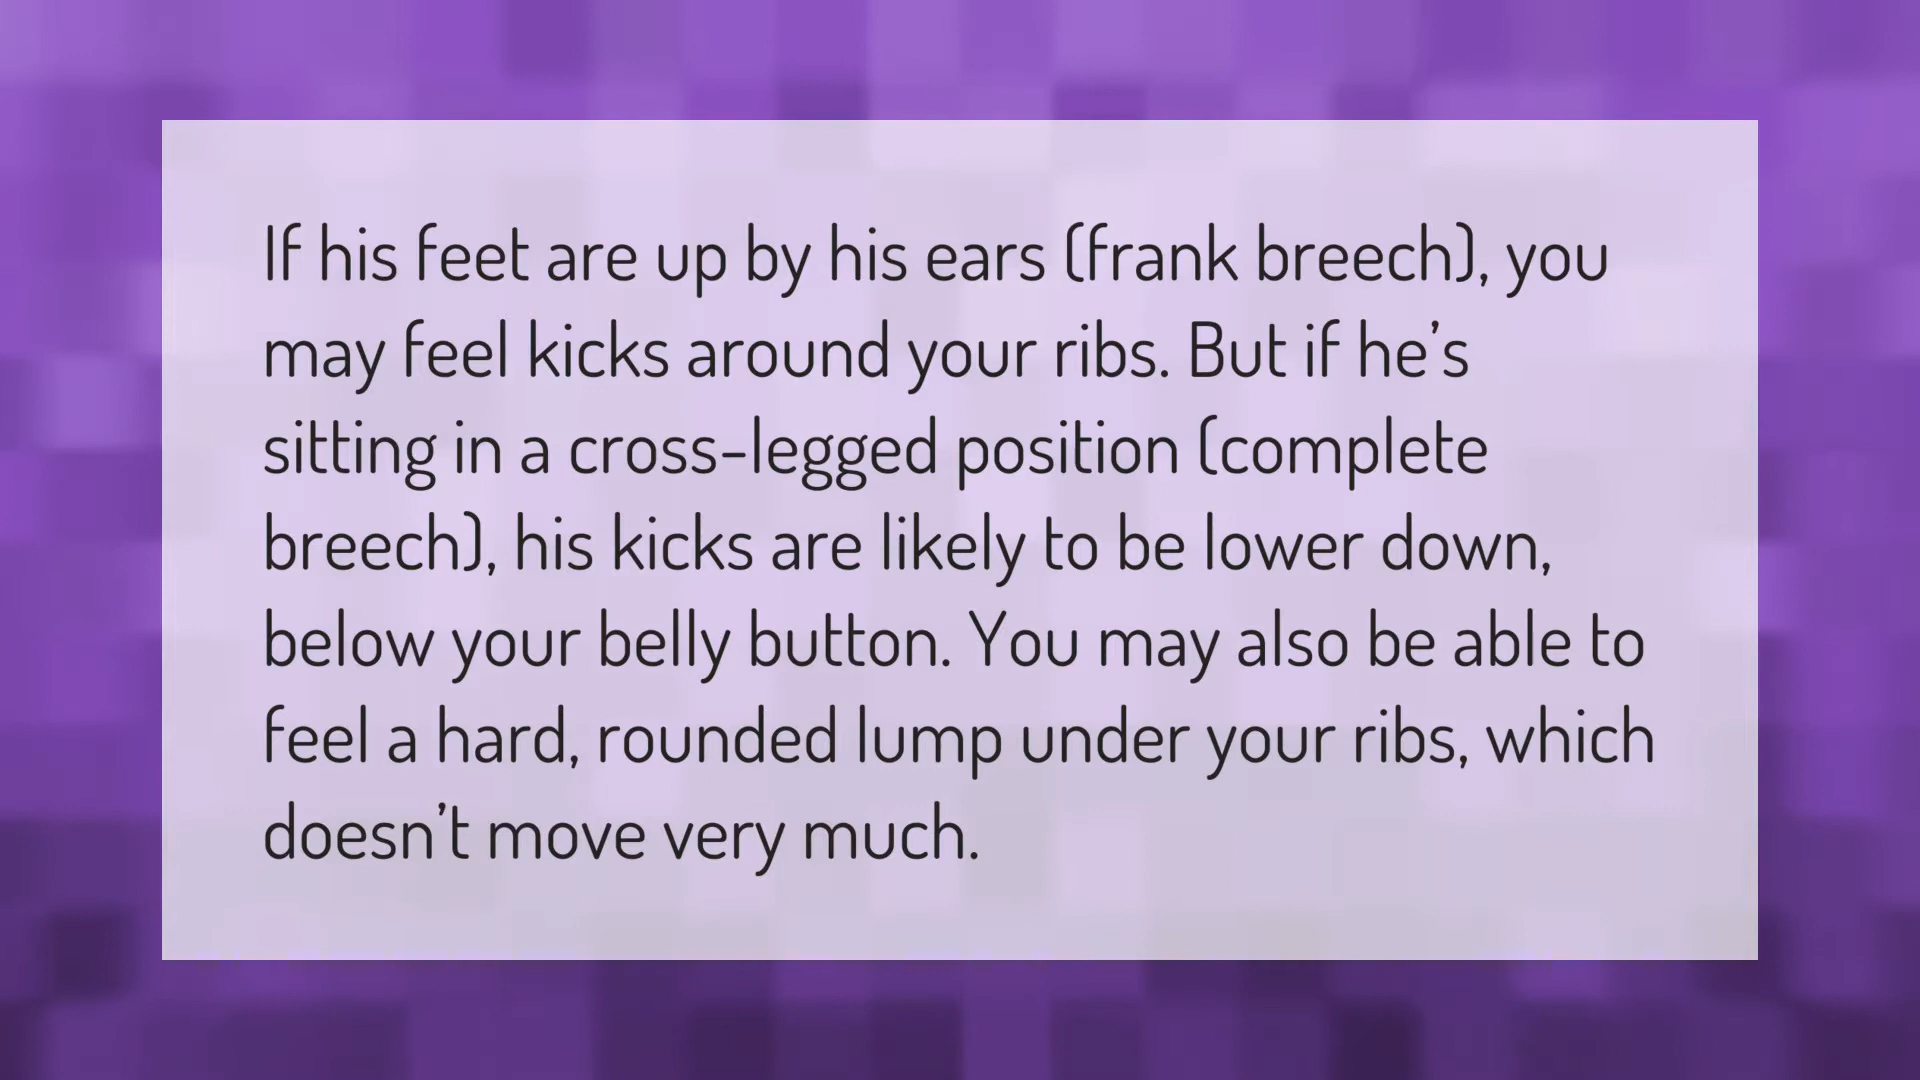 If his feet are up by his ears (frank breech), you
may feel kicks around your ribs. But if he's
sitting in a cross-legged position (complete
breech), his kicks are likely to be lower down,
below your belly button. You may also be able to
feel a hard, rounded lump under your ribs, which
doesn't move very much.